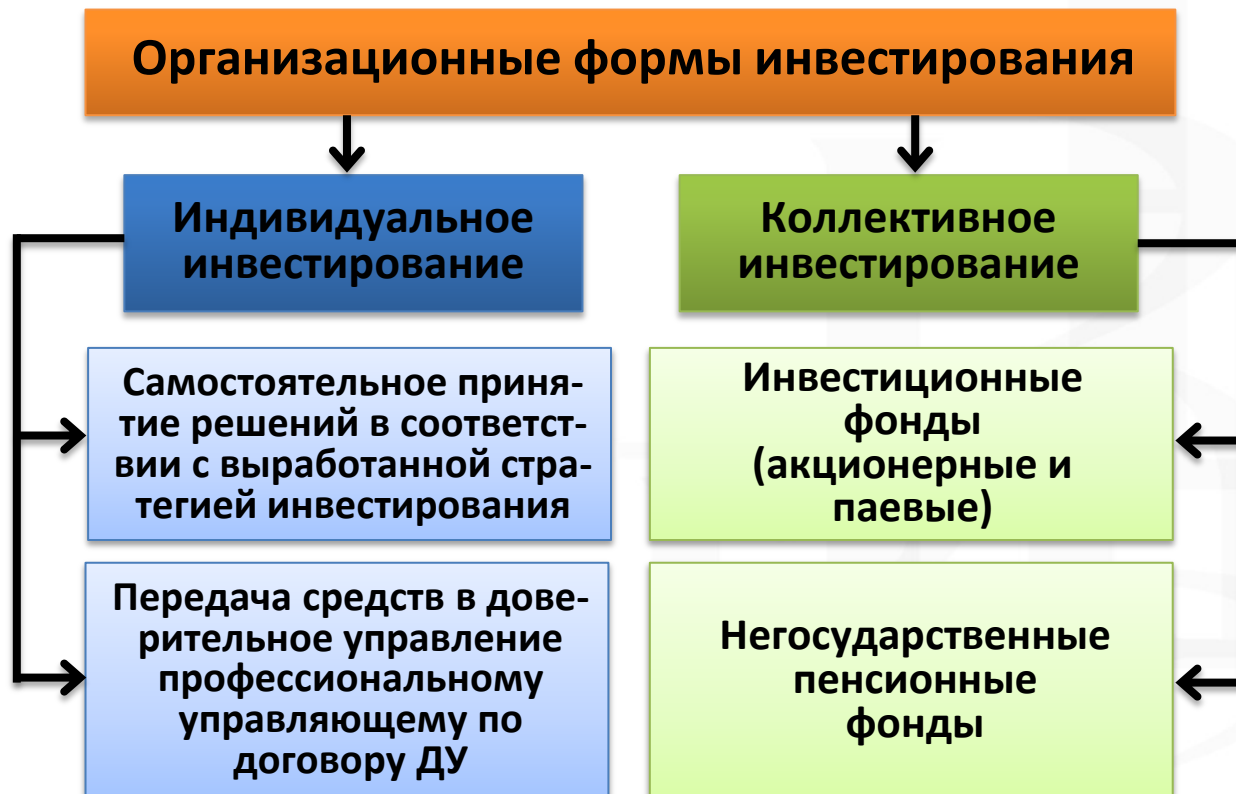 Организационные формы инвестирования
Индивидуальное
инвестирование
Коллективное
инвестирование
Самостоятельное приня-
тие решений в соответст-
вии с выработанной стра-
тегией инвестирования
Инвестиционные
фонды
(акционерные и
паевые)
Передача средств в дове-
рительное управление
профессиональному
управляющему по
договору ДУ
Негосударственные
пенсионные
фонды